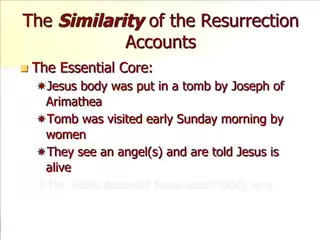 The Similarity of the Resurrection
Accounts
The Essential Core:
Jesus body was put in a tomb by Joseph of
Arimathea
Tomb was visited early Sunday morning by
women
They see an angel(s) and are told Jesus is
alive